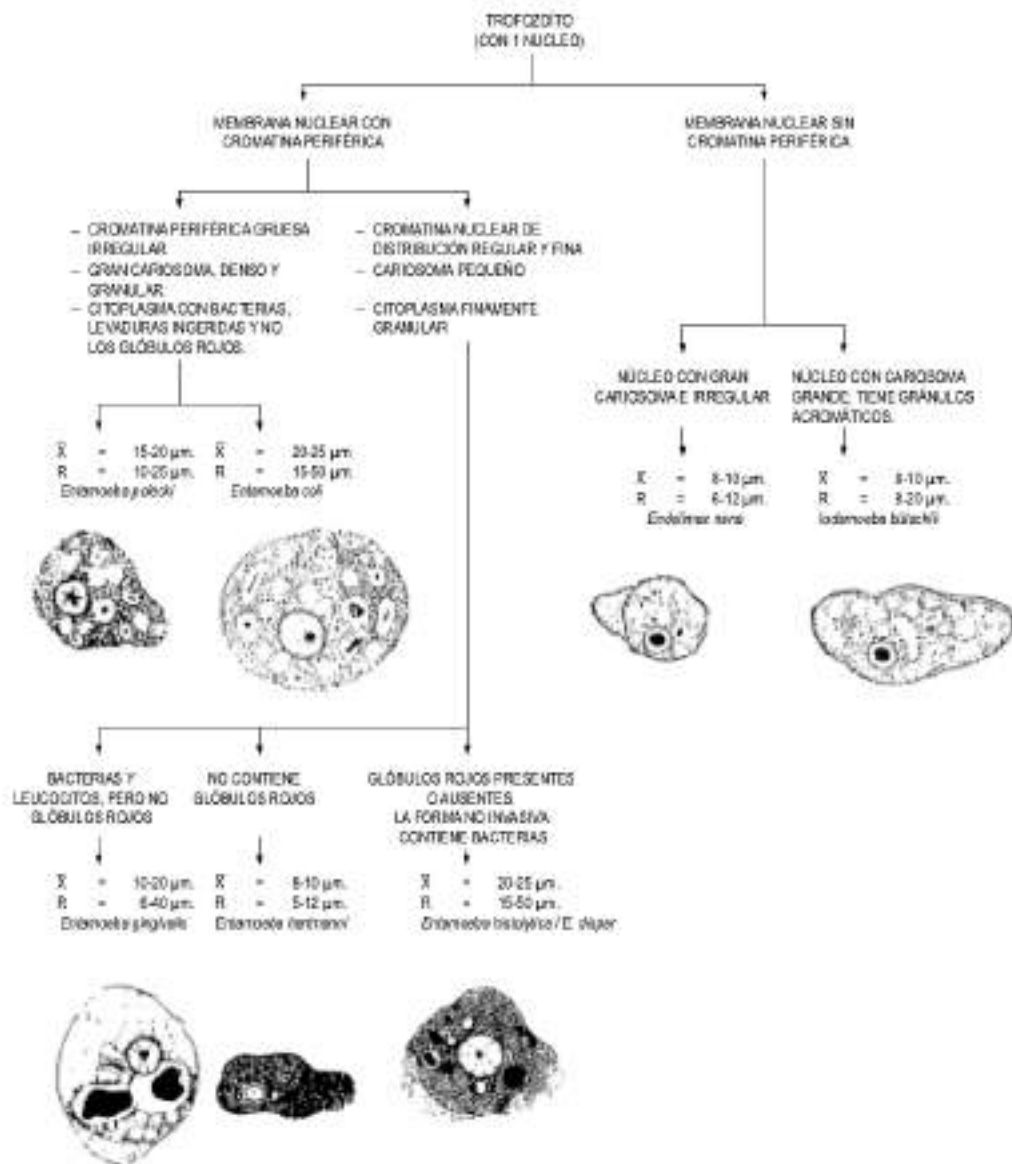 TROFOZOÍTO
(CON 1 NÚCLEO)
MEMBRANA NUCLEAR CON
CROMATINA PERIFÉRICA
MEMBRANA NUCLEAR SIN
CROMATINA PERIFÉRICA
– CROMATINA PERIFÉRICA GRUESA
IRREGULAR
– GRAN CARIOSOMA, DENSO Y
GRANULAR
– CITOPLASMA CON BACTERIAS,
LEVADURAS INGERIDAS Y NO
LOS GLÓBULOS ROJOS.
– CROMATINA NUCLEAR DE
DISTRIBUCIÓN REGULAR Y FINA
– CARIOSOMA PEQUEÑO
– CITOPLASMA FINAMENTE
GRANULAR
NÚCLEO CON GRAN
CARIOSOMA E IRREGULAR
NÚCLEO CON CARIOSOMA
GRANDE, TIENE GRÁNULOS
ACROMÁTICOS.
X̄ = 15-20 µm.
R = 10-25 µm.
Entamoeba polecki
X̄ = 20-25 µm
R = 15-50 µm.
Entamoeba coli
X̄ = 8-10 µm.
R = 6-12 µm.
Endolimax nana
X̄ = 8-10 µm.
R = 8-20 µm.
Iodamoeba bütschlii
BACTERIAS Y
LEUCOCITOS, PERO NO
GLÓBULOS ROJOS
NO CONTIENE
GLÓBULOS ROJOS
GLÓBULOS ROJOS PRESENTES
O AUSENTES.
LA FORMA NO INVASIVA
CONTIENE BACTERIAS
X̄ = 10-20 µm.
R = 6-40 µm.
Entamoeba gingivalis
X̄ = 8-10 µm.
R = 5-12 µm.
Entamoeba hartmanni
X̄ = 20-25 µm.
R = 15-50 µm.
Entamoeba histolytica / E. dispar